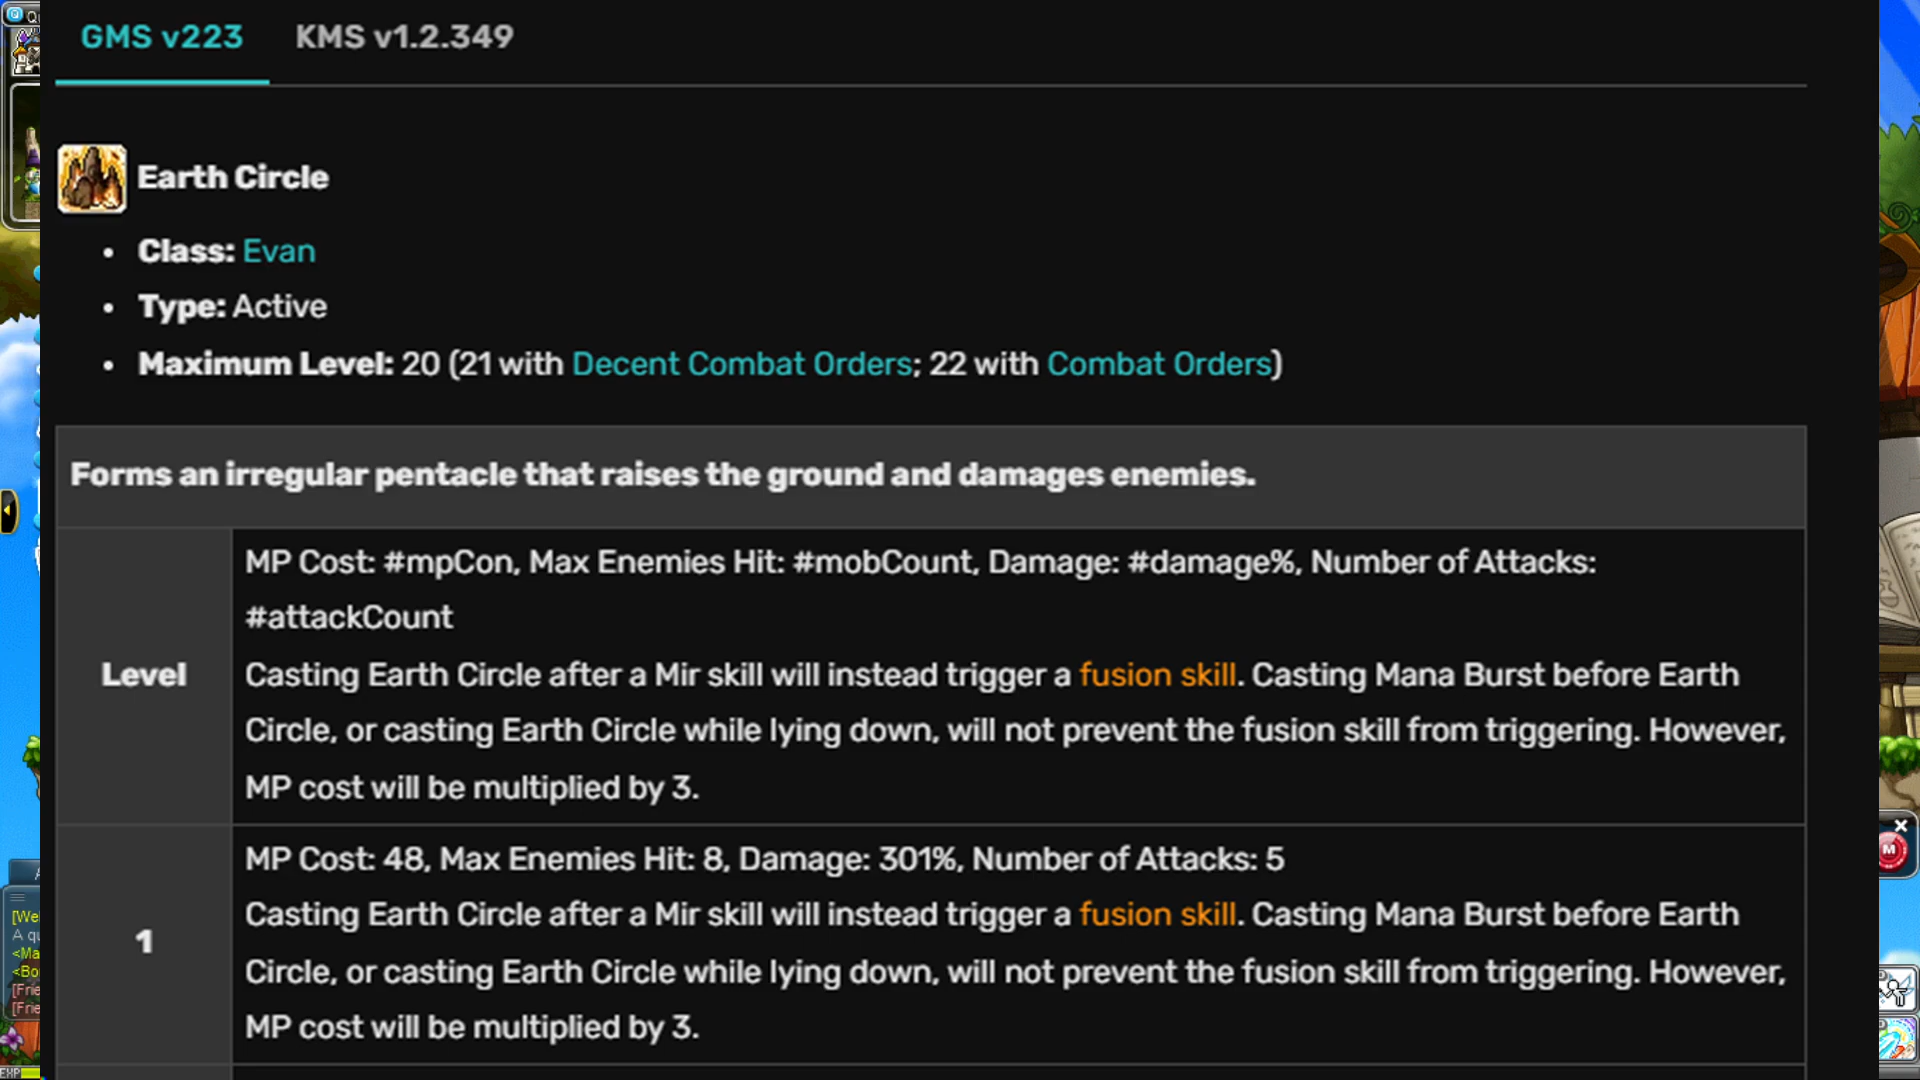 GMS v223 KMS v1.2.349
Earth Circle
• Class: Evan
• Type: Active
• Maximum Level: 20 (21 with Decent Combat Orders; 22 with Combat Orders)
Forms an irregular pentacle that raises the ground and damages enemies.
Level
MP Cost: #mpCon, Max Enemies Hit: #mobCount, Damage: #damage%, Number of Attacks:
#attackCount
Casting Earth Circle after a Mir skill will instead trigger a fusion skill. Casting Mana Burst before Earth
Circle, or casting Earth Circle while lying down, will not prevent the fusion skill from triggering. However,
MP cost will be multiplied by 3.
1
MP Cost: 48, Max Enemies Hit: 8, Damage: 301%, Number of Attacks: 5
Casting Earth Circle after a Mir skill will instead trigger a fusion skill. Casting Mana Burst before Earth
Circle, or casting Earth Circle while lying down, will not prevent the fusion skill from triggering. However,
MP cost will be multiplied by 3.
[We
A qu
<Ma
<Bo
[Frie
[Frie
EXP
M